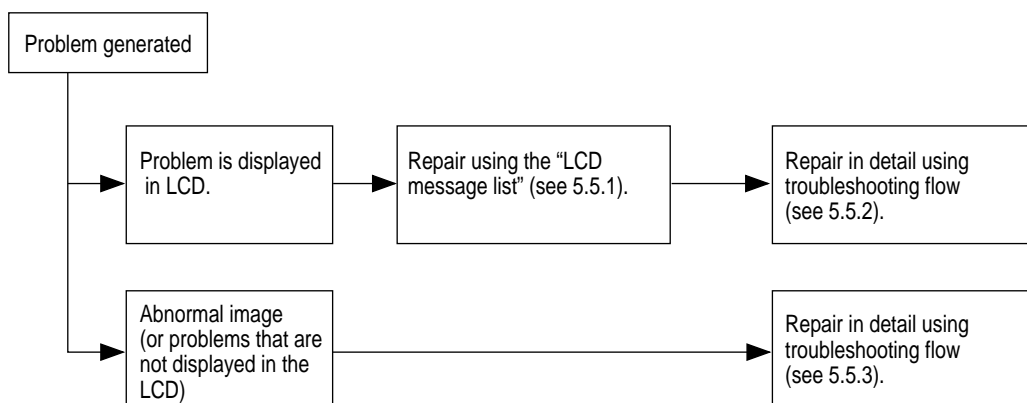 Problem generated
Problem is displayed
in LCD.
Repair using the “LCD
message list” (see 5.5.1).
Repair in detail using
troubleshooting flow
(see 5.5.2).
Abnormal image
(or problems that are
not displayed in the
LCD)
Repair in detail using
troubleshooting flow
(see 5.5.3).